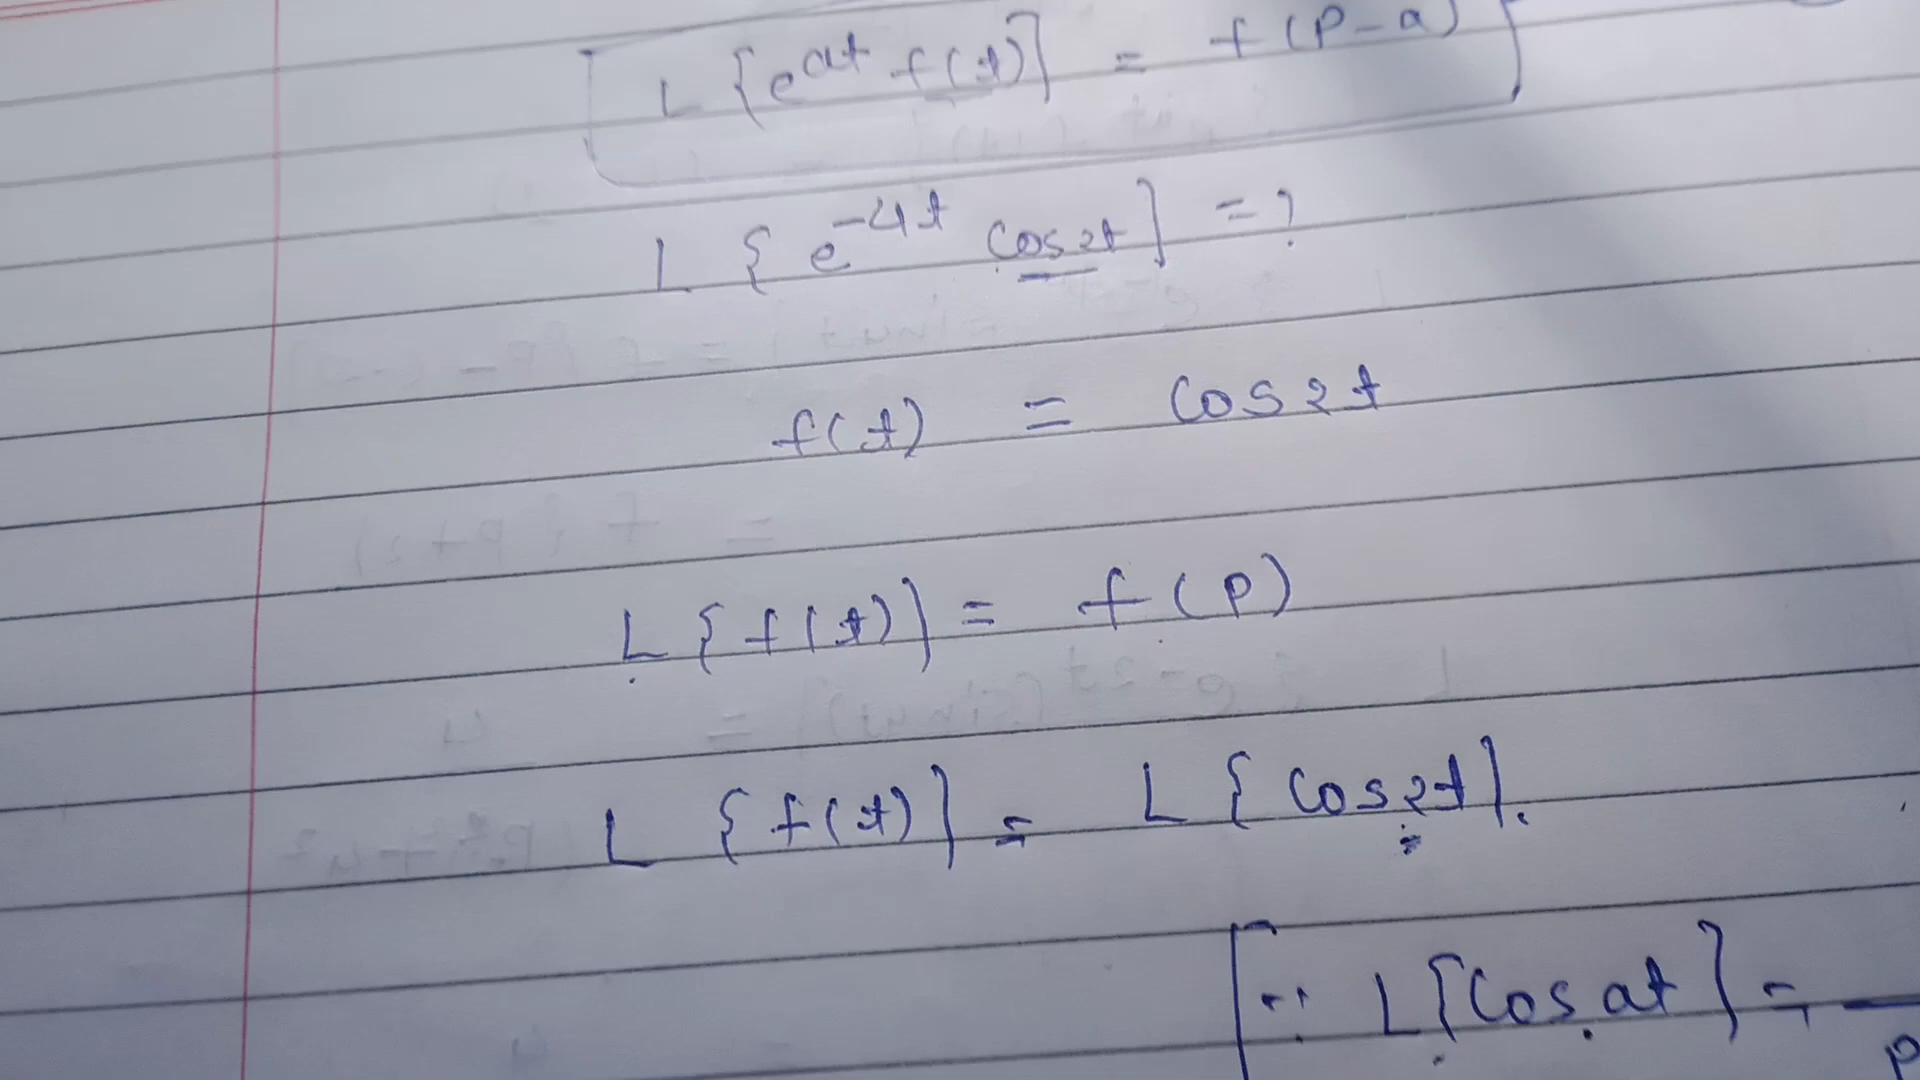 L {e^{at} f(t)} = f(p-a)
L {e^{-4t} cos2t} = ?
f(t) = cos2t
L {f(t)} = f(p)
L {f(t)} = L {cos2t}.
[∵ L{cos at} =
p